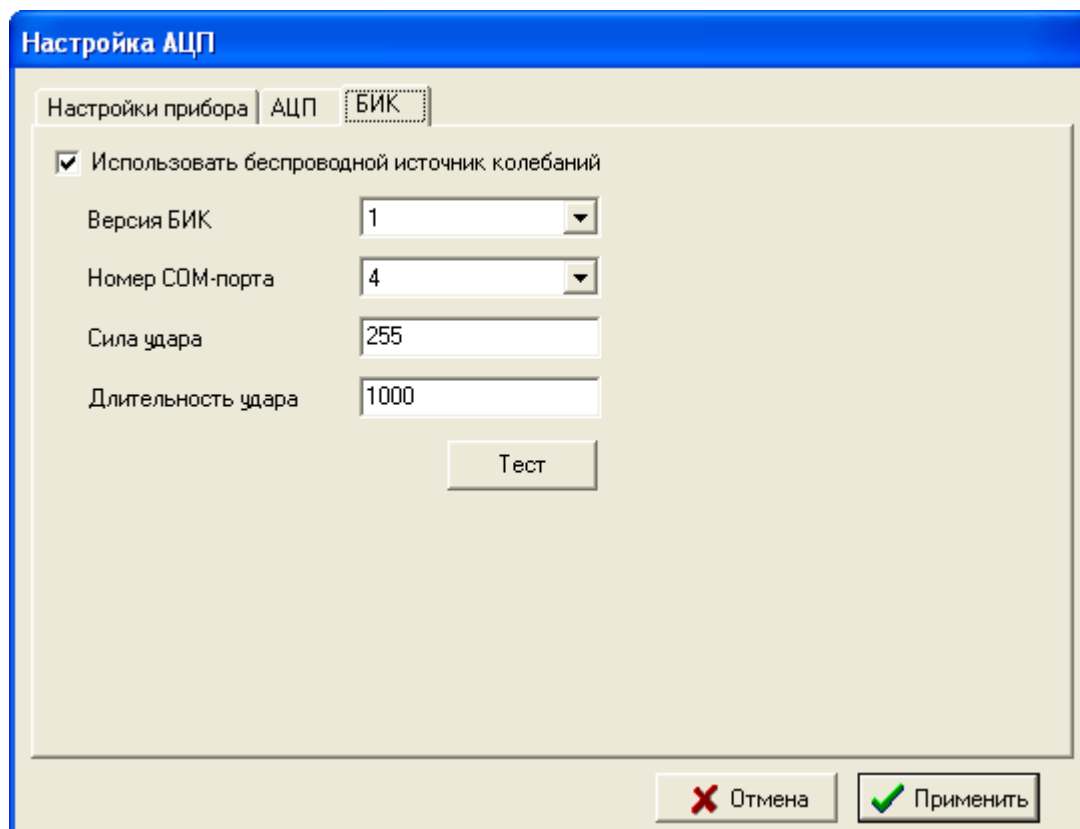 Настройка АЦП
Настройки прибора АЦП БИК
Использовать беспроводной источник колебаний
Версия БИК 1
Номер COM-порта 4
Сила удара 255
Длительность удара 1000
Тест
Отмена Применить